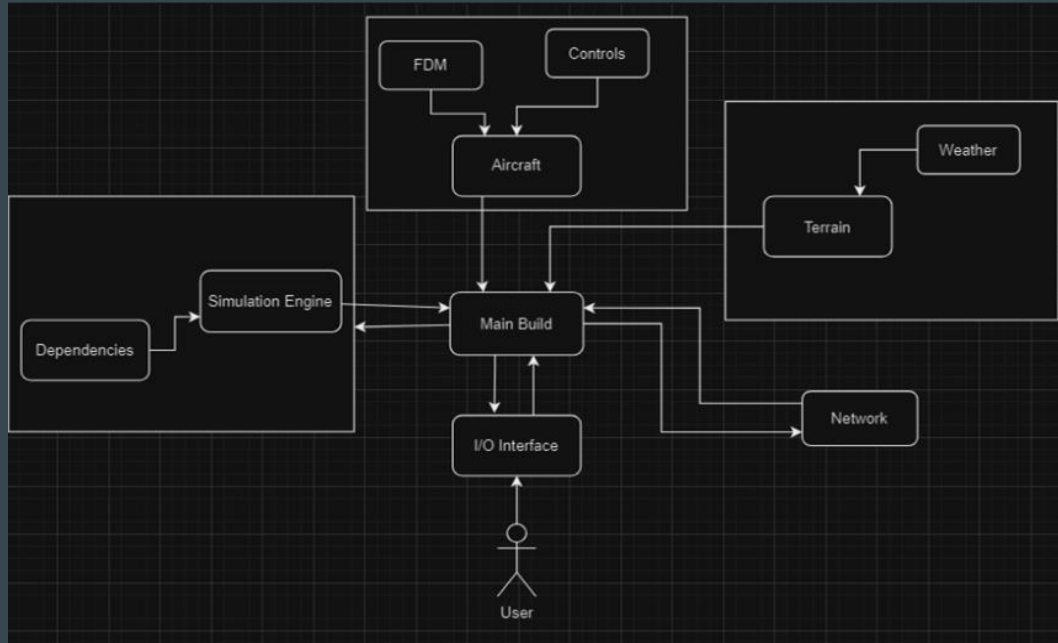 FDM
Controls
Aircraft
Weather
Terrain
Simulation Engine
Dependencies
Main Build
Network
I/O Interface
User